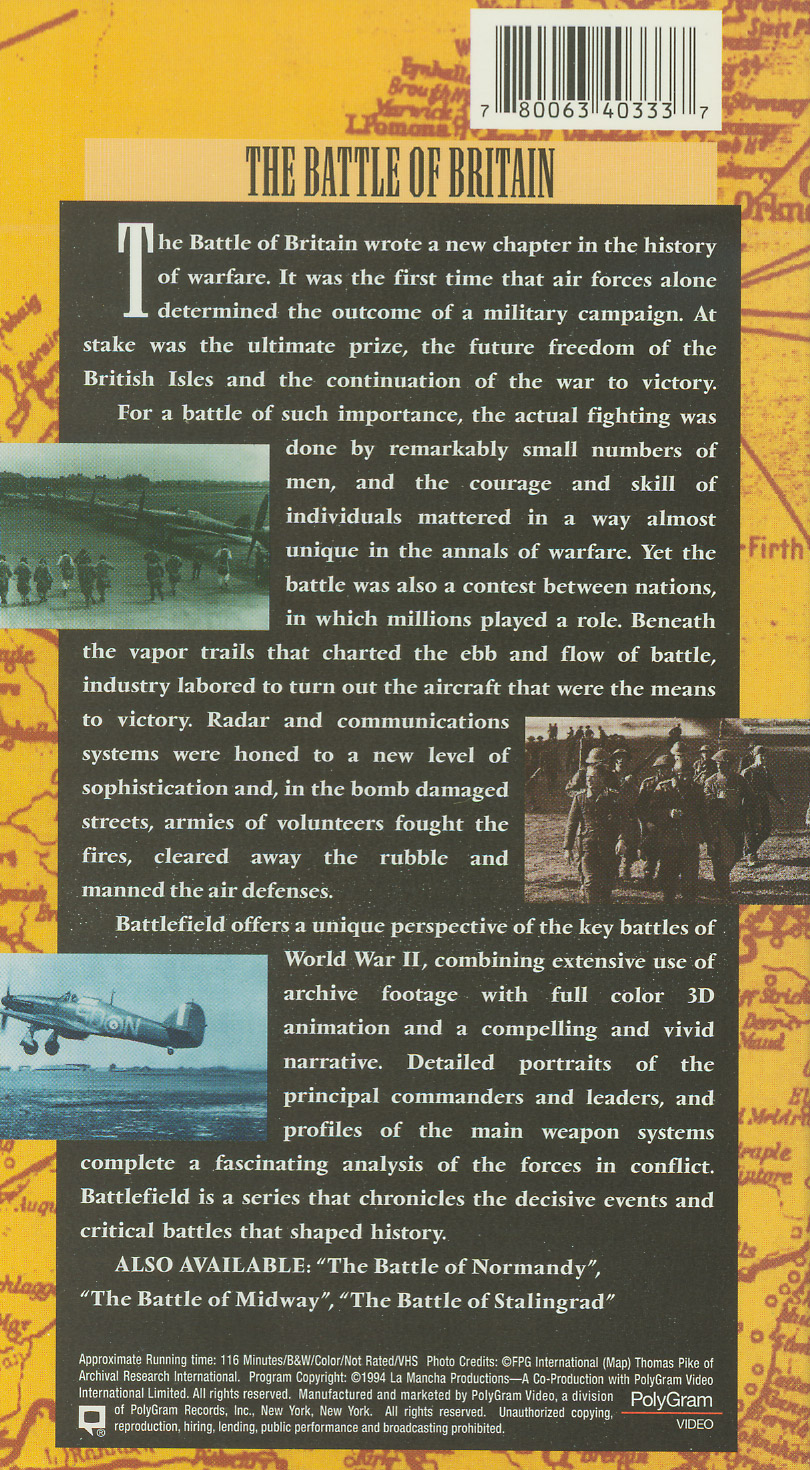 7 80063 40333 7
THE BATTLE OF BRITAIN
The Battle of Britain wrote a new chapter in the history
of warfare. It was the first time that air forces alone
determined the outcome of a military campaign. At
stake was the ultimate prize, the future freedom of the
British Isles and the continuation of the war to victory.
For a battle of such importance, the actual fighting was
done by remarkably small numbers of
men, and the courage and skill of
individuals mattered in a way almost
unique in the annals of warfare. Yet the
battle was also a contest between nations,
in which millions played a role. Beneath
the vapor trails that charted the ebb and flow of battle,
industry labored to turn out the aircraft that were the means
to victory. Radar and communications
systems were honed to a new level of
sophistication and, in the bomb damaged
streets, armies of volunteers fought the
fires, cleared away the rubble and
manned the air defenses.
Battlefield offers a unique perspective of the key battles of
World War II, combining extensive use of
archive footage with full color 3D
animation and a compelling and vivid
narrative. Detailed portraits of the
principal commanders and leaders, and
profiles of the main weapon systems
complete a fascinating analysis of the forces in conflict.
Battlefield is a series that chronicles the decisive events and
critical battles that shaped history.
ALSO AVAILABLE: “The Battle of Normandy”,
“The Battle of Midway”, “The Battle of Stalingrad”
Approximate Running time: 116 Minutes/B&W/Color/Not Rated/VHS Photo Credits: ©FPG International (Map) Thomas Pike of
Archival Research International. Program Copyright: ©1994 La Mancha Productions—A Co-Production with PolyGram Video
International Limited. All rights reserved. Manufactured and marketed by PolyGram Video, a division
of PolyGram Records, Inc., New York, New York. All rights reserved. Unauthorized copying,
reproduction, hiring, lending, public performance and broadcasting prohibited.
PolyGram
VIDEO
I. Pomona
Firth